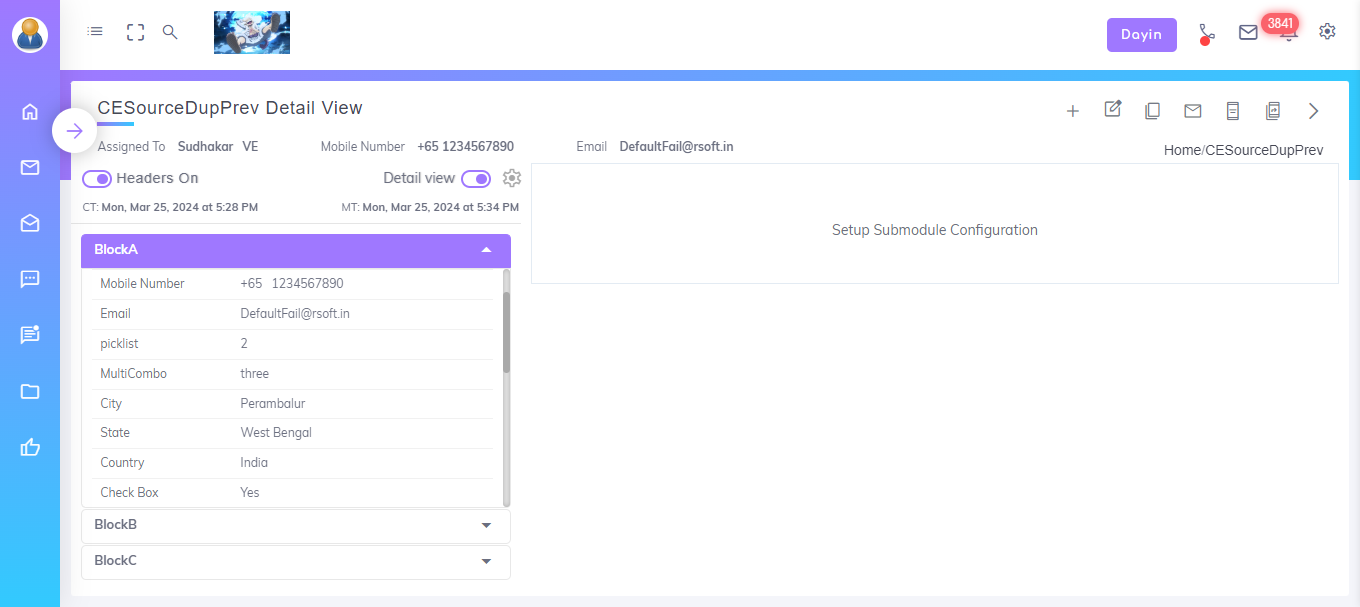 Dayin
3841
CESourceDupPrev Detail View
Assigned To Sudhakar VE Mobile Number +65 1234567890 Email DefaultFail@rsoft.in
Home/CESourceDupPrev
Headers On Detail view
CT: Mon, Mar 25, 2024 at 5:28 PM MT: Mon, Mar 25, 2024 at 5:34 PM
Setup Submodule Configuration
BlockA
Mobile Number +65 1234567890
Email DefaultFail@rsoft.in
picklist 2
MultiCombo three
City Perambalur
State West Bengal
Country India
Check Box Yes
BlockB
BlockC